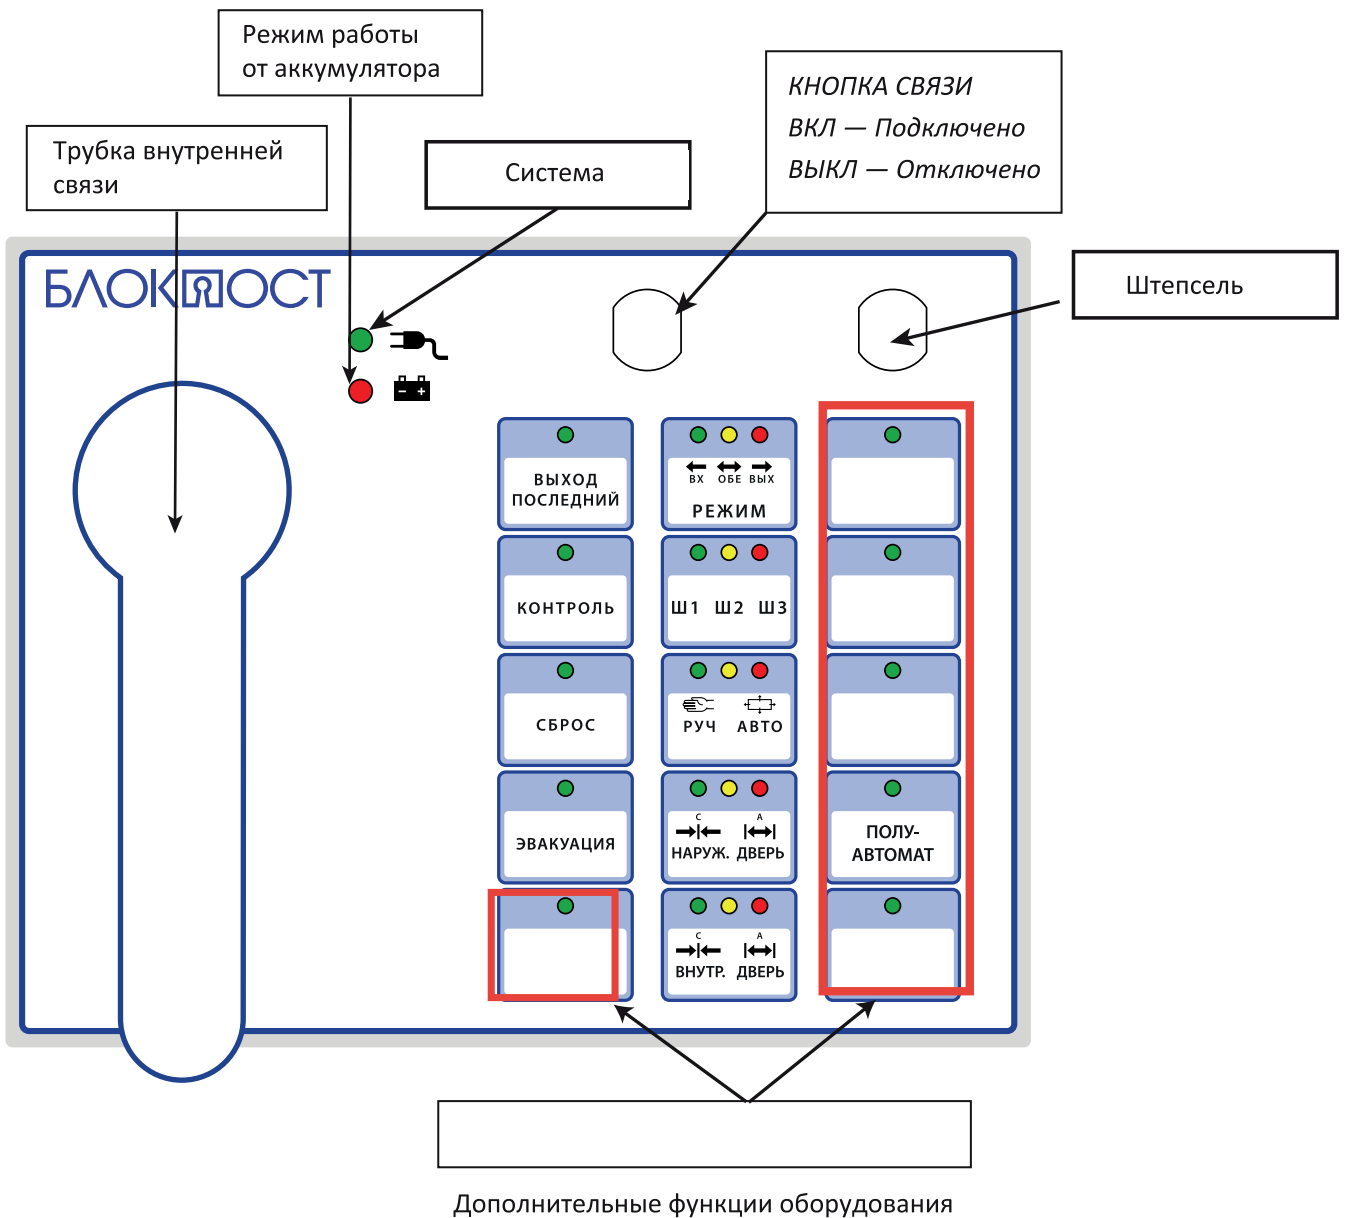 Режим работы
от аккумулятора
КНОПКА СВЯЗИ
ВКЛ — Подключено
ВЫКЛ — Отключено
Трубка внутренней
связи
Система
Штепсель
БЛОКПОСТ
ВЫХОД
ПОСЛЕДНИЙ
ВХ ОБЕ ВЫХ
РЕЖИМ
КОНТРОЛЬ
Ш1 Ш2 Ш3
СБРОС
РУЧ АВТО
ЭВАКУАЦИЯ
С А
НАРУЖ. ДВЕРЬ
ПОЛУ-
АВТОМАТ
С А
ВНУТР. ДВЕРЬ
Дополнительные функции оборудования